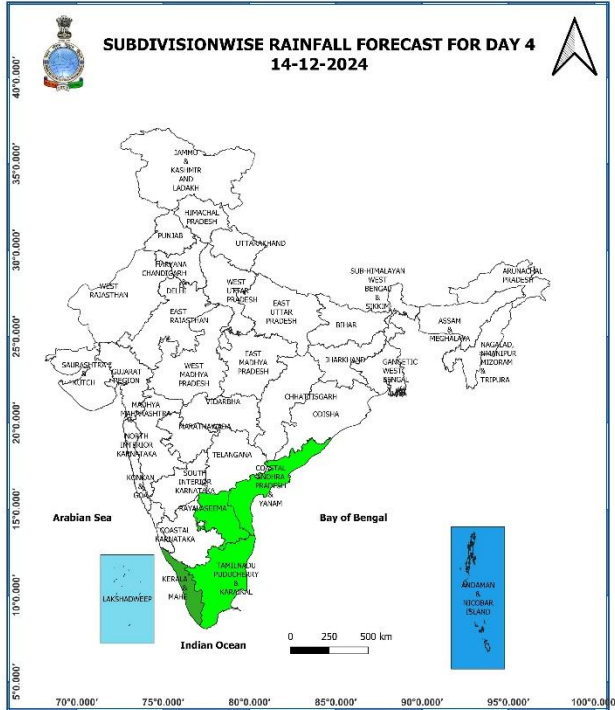 SUBDIVISIONWISE RAINFALL FORECAST FOR DAY 4
14-12-2024
40°0.000'
35°0.000'
30°0.000'
25°0.000'
20°0.000'
15°0.000'
10°0.000'
5°0.000'
JAMMO
&
KASHMIR
AND
LADAKH
HIMACHAL
PRADESH
PUNJAB
UTTARAKHAND
HARYANA
CHANDIGARH
&
DELHI
WEST
RAJASTHAN
WEST
UTTAR
PRADESH
EAST
RAJASTHAN
EAST
UTTAR
PRADESH
SUB-HIMALAYAN
WEST
BENGAL
&
SIKKIM
ARUNACHAL
PRADESH
ASSAM
&
MEGHALAYA
NAGALAD,
MANIPUR
MIZORAM
&
TRIPURA
BIHAR
SAURASHTRA
&
KUTCH
GUJARAT
REGION
WEST
MADHYA
PRADESH
EAST
MADHYA
PRADESH
JHARKHAND
GANGETIC
WEST
BENGAL
CHHATTISGARH
ODISHA
MADHYA
MAHARASHTRA
VIDARBHA
MARATHAWADA
NORTH
INTERIOR
KARNATAKA
TELANGANA
KONKAN
&
GOA
SOUTH
INTERIOR
KARNATAKA
COASTAL
ANDHRA
PRADESH
&
YANAM
RAYALASEEMA
COASTAL
KARNATAKA
Arabian Sea
Bay of Bengal
LAKSHADWEEP
KERALA
&
MAHE
TAMILNADU
PUDUCHERRY
&
KARAIKAL
ANDAMAN
&
NICOBAR
ISLAND
Indian Ocean
0 250 500 km
70°0.000' 75°0.000' 80°0.000' 85°0.000' 90°0.000' 95°0.000' 100°0.000'